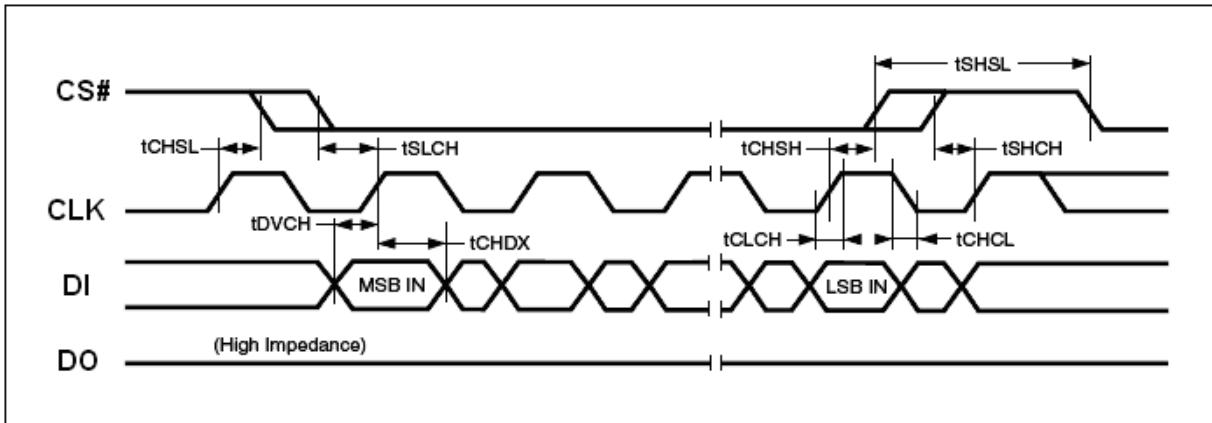 tSHSL
CS#
tCHSL
tSLCH
tCHSH
tSHCH
CLK
tDVCH
tCHDX
tCLCH
tCHCL
DI
MSB IN
LSB IN
(High Impedance)
DO